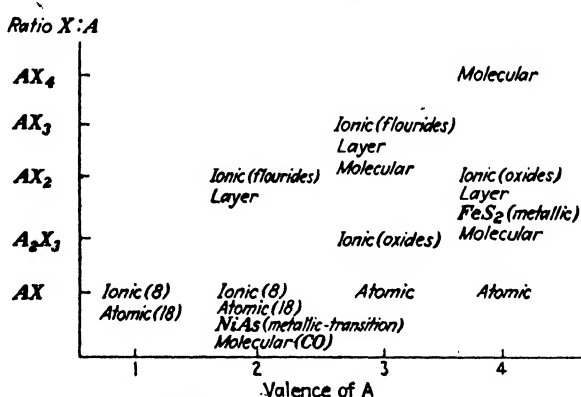 Ratio X:A
AX4
Molecular
AX3
Ionic (flourides)
Layer
Molecular
AX2
Ionic (flourides)
Layer
Ionic (oxides)
Layer
FeS2 (metallic)
Molecular
A2X3
Ionic (oxides)
AX
Ionic (8)
Atomic (18)
Ionic (8)
Atomic (18)
NiAs (metallic-transition)
Molecular (CO)
Atomic
Atomic
1
2
3
4
Valence of A